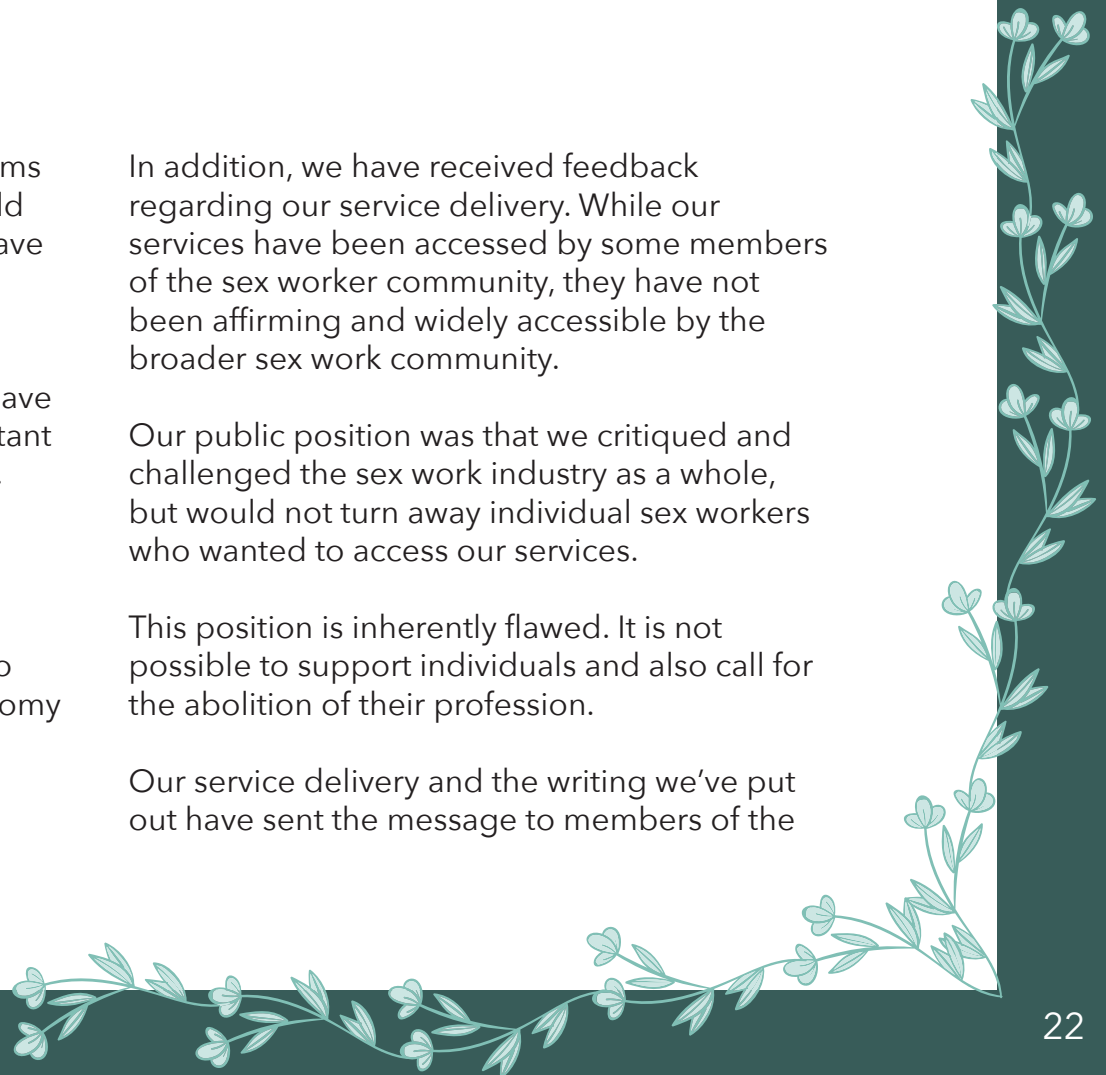 In addition, we have received feedback
regarding our service delivery. While our
services have been accessed by some members
of the sex worker community, they have not
been affirming and widely accessible by the
broader sex work community.
Our public position was that we critiqued and
challenged the sex work industry as a whole,
but would not turn away individual sex workers
who wanted to access our services.
This position is inherently flawed. It is not
possible to support individuals and also call for
the abolition of their profession.
Our service delivery and the writing we’ve put
out have sent the message to members of the
22